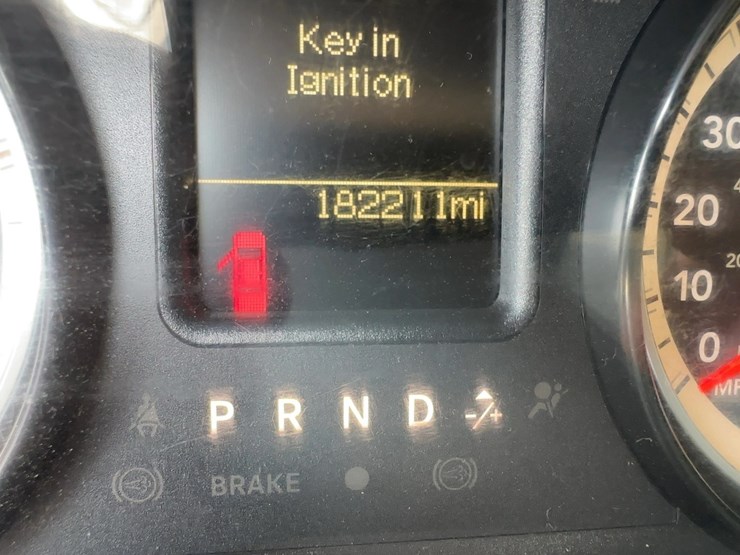 Key in
Ignition
182211mi
30
20
10
0
P R N D -/+
BRAKE